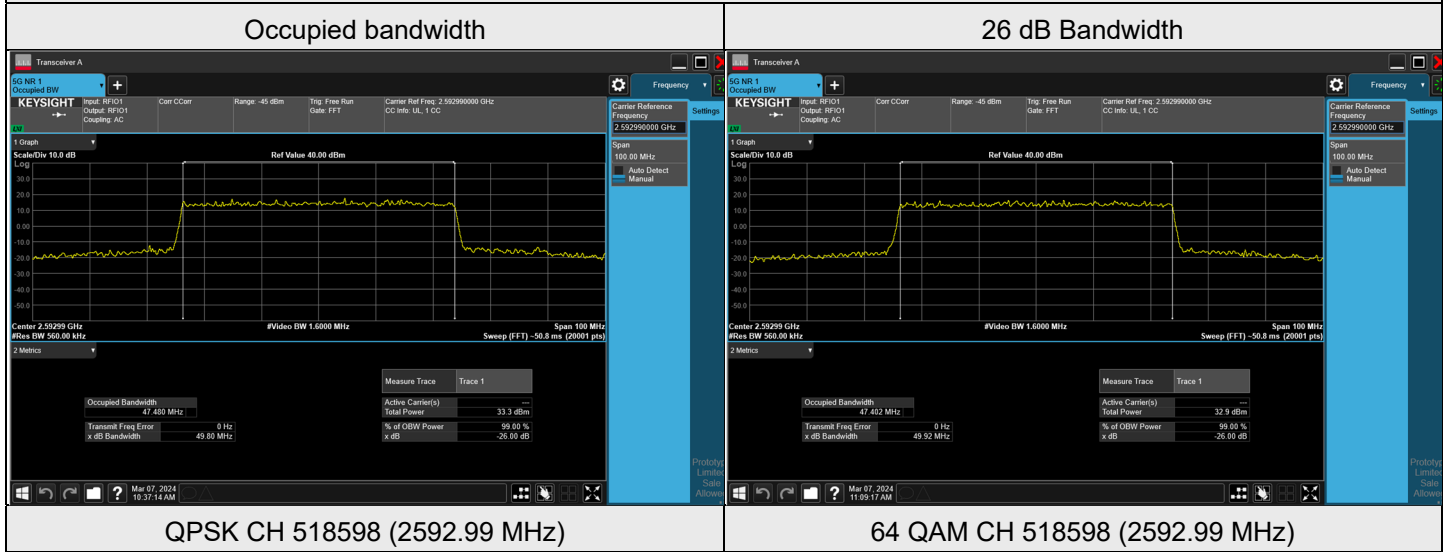 Occupied bandwidth
26 dB Bandwidth
Transceiver A
5G NR 1
Occupied BW
Frequency
KEYSIGHT
Input: RFIO1
Output: RFIO1
Coupling: AC
Corr CCorr
Range: -45 dBm
Trig: Free Run
Gate: FFT
Carrier Ref Freq: 2.592990000 GHz
CC Info: UL, 1 CC
LXI
Carrier Reference
Frequency
2.592990000 GHz
Settings
Span
100.00 MHz
Auto Detect
Manual
1 Graph
Scale/Div 10.0 dB
Ref Value 40.00 dBm
Log
30.0
20.0
10.0
0.00
-10.0
-20.0
-30.0
-40.0
-50.0
Center 2.59299 GHz
#Video BW 1.6000 MHz
Span 100 MHz
#Res BW 560.00 kHz
Sweep (FFT) ~50.8 ms (20001 pts)
2 Metrics
Measure Trace Trace 1
Occupied Bandwidth
47.480 MHz
Active Carrier(s) ---
Total Power 33.3 dBm
Transmit Freq Error 0 Hz
x dB Bandwidth 49.80 MHz
% of OBW Power 99.00 %
x dB -26.00 dB
Limited
Sale
Mar 07, 2024
10:37:14 AM
Transceiver A
5G NR 1
Occupied BW
Frequency
KEYSIGHT
Input: RFIO1
Output: RFIO1
Coupling: AC
Corr CCorr
Range: -45 dBm
Trig: Free Run
Gate: FFT
Carrier Ref Freq: 2.592990000 GHz
CC Info: UL, 1 CC
LXI
Carrier Reference
Frequency
2.592990000 GHz
Settings
Span
100.00 MHz
Auto Detect
Manual
1 Graph
Scale/Div 10.0 dB
Ref Value 40.00 dBm
Log
30.0
20.0
10.0
0.00
-10.0
-20.0
-30.0
-40.0
-50.0
Center 2.59299 GHz
#Video BW 1.6000 MHz
Span 100 MHz
#Res BW 560.00 kHz
Sweep (FFT) ~50.8 ms (20001 pts)
2 Metrics
Measure Trace Trace 1
Occupied Bandwidth
47.402 MHz
Active Carrier(s) ---
Total Power 32.9 dBm
Transmit Freq Error 0 Hz
x dB Bandwidth 49.92 MHz
% of OBW Power 99.00 %
x dB -26.00 dB
Limited
Sale
Mar 07, 2024
11:09:17 AM
QPSK CH 518598 (2592.99 MHz)
64 QAM CH 518598 (2592.99 MHz)